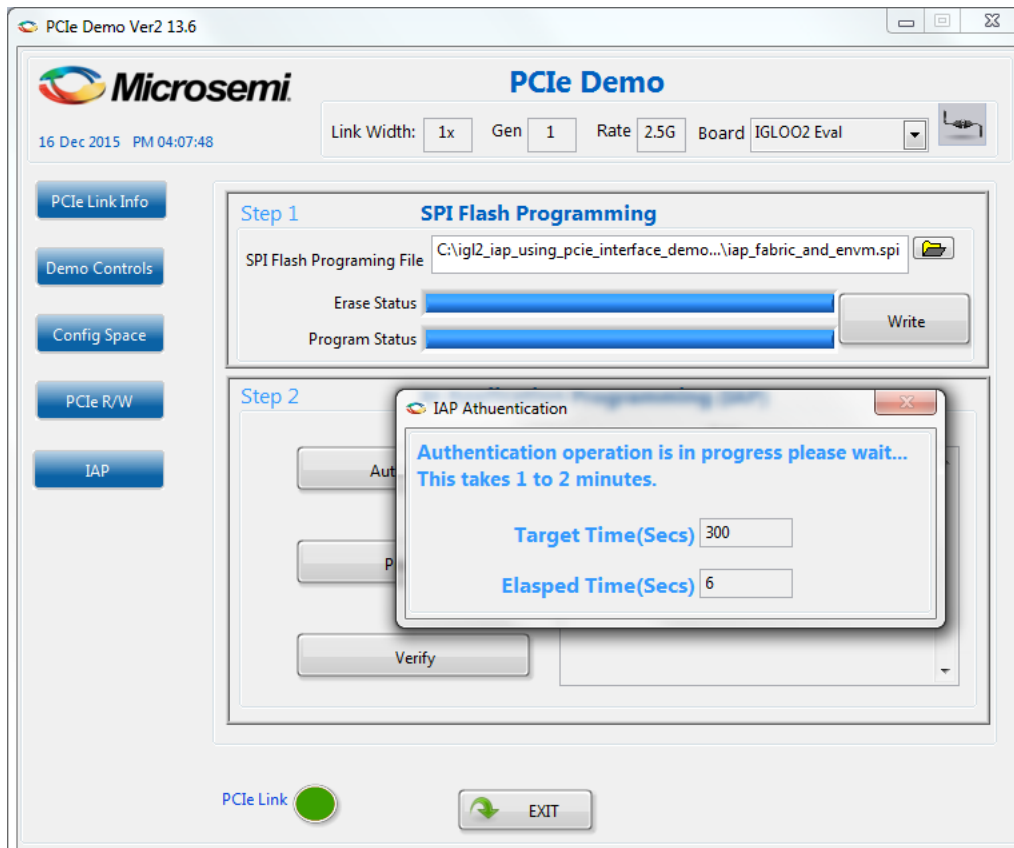 PCIe Demo Ver2 13.6
Microsemi.
PCIe Demo
16 Dec 2015 PM 04:07:48
Link Width: 1x Gen 1 Rate 2.5G Board IGLOO2 Eval
PCIe Link Info
Demo Controls
Config Space
PCIe R/W
IAP
Step 1 SPI Flash Programming
SPI Flash Programing File C:\igl2_iap_using_pcie_interface_demo...\iap_fabric_and_envm.spi
Erase Status
Program Status
Write
Step 2
Programming (IAP)
Aut
P
Verify
IAP Athuentication
Authentication operation is in progress please wait...
This takes 1 to 2 minutes.
Target Time(Secs) 300
Elasped Time(Secs) 6
PCIe Link
EXIT